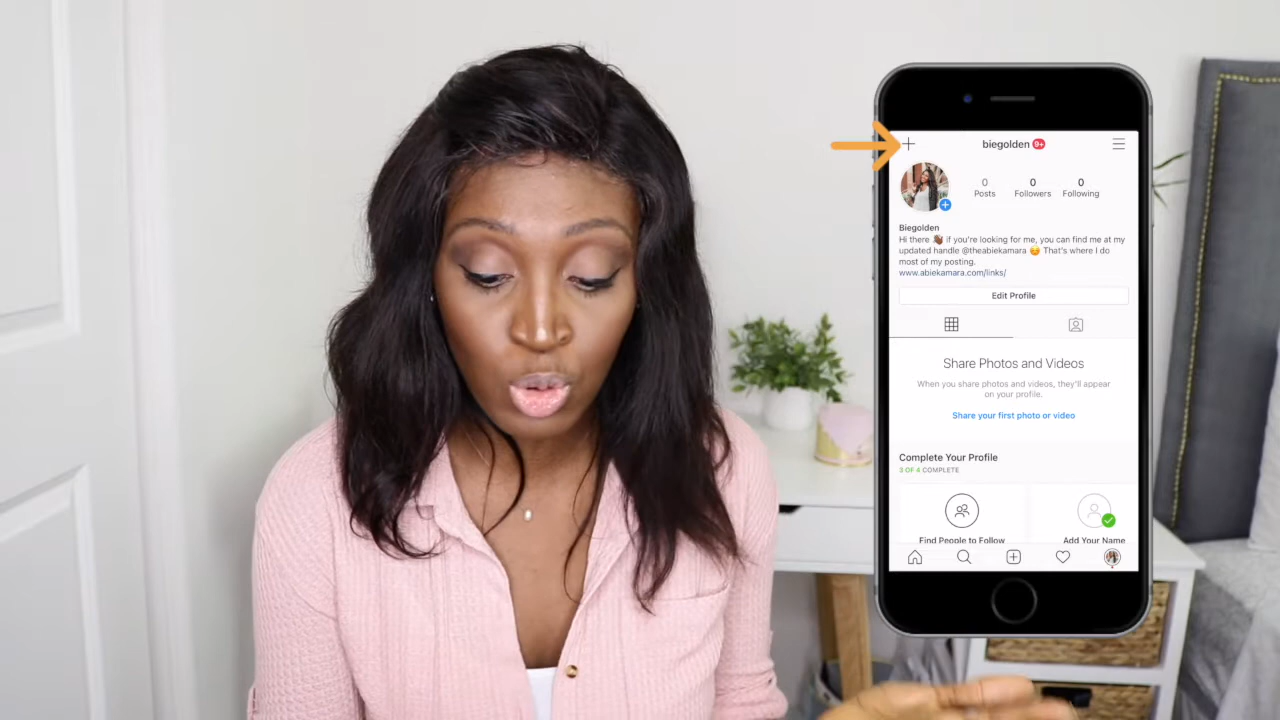 biegolden 9+
0 0 0
Posts Followers Following
Biegolden
Hi there 👋🏾 if you're looking for me, you can find me at my
updated handle @theabiekamara 😊 That's where I do
most of my posting.
www.abiekamara.com/links/
Edit Profile
Share Photos and Videos
When you share photos and videos, they'll appear
on your profile.
Share your first photo or video
Complete Your Profile
3 OF 4 COMPLETE
Find People to Follow Add Your Name